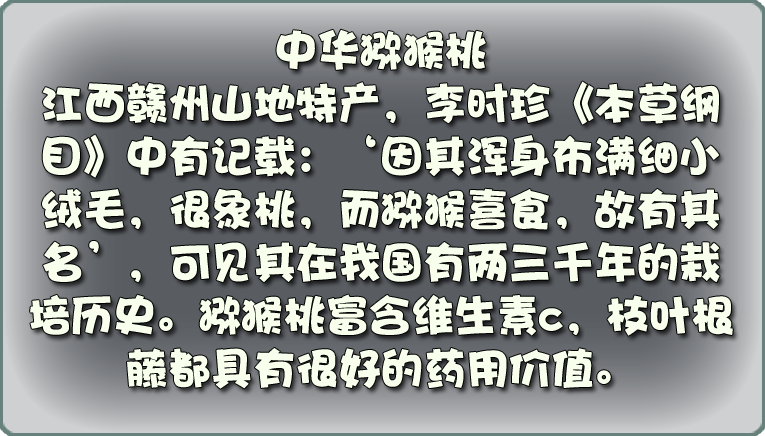 中华猕猴桃
江西赣州山地特产，李时珍《本草纲
目》中有记载：‘因其浑身布满细小
绒毛，很象桃，而猕猴喜食，故有其
名’，可见其在我国有两三千年的栽
培历史。猕猴桃富含维生素c，枝叶根
藤都具有很好的药用价值。